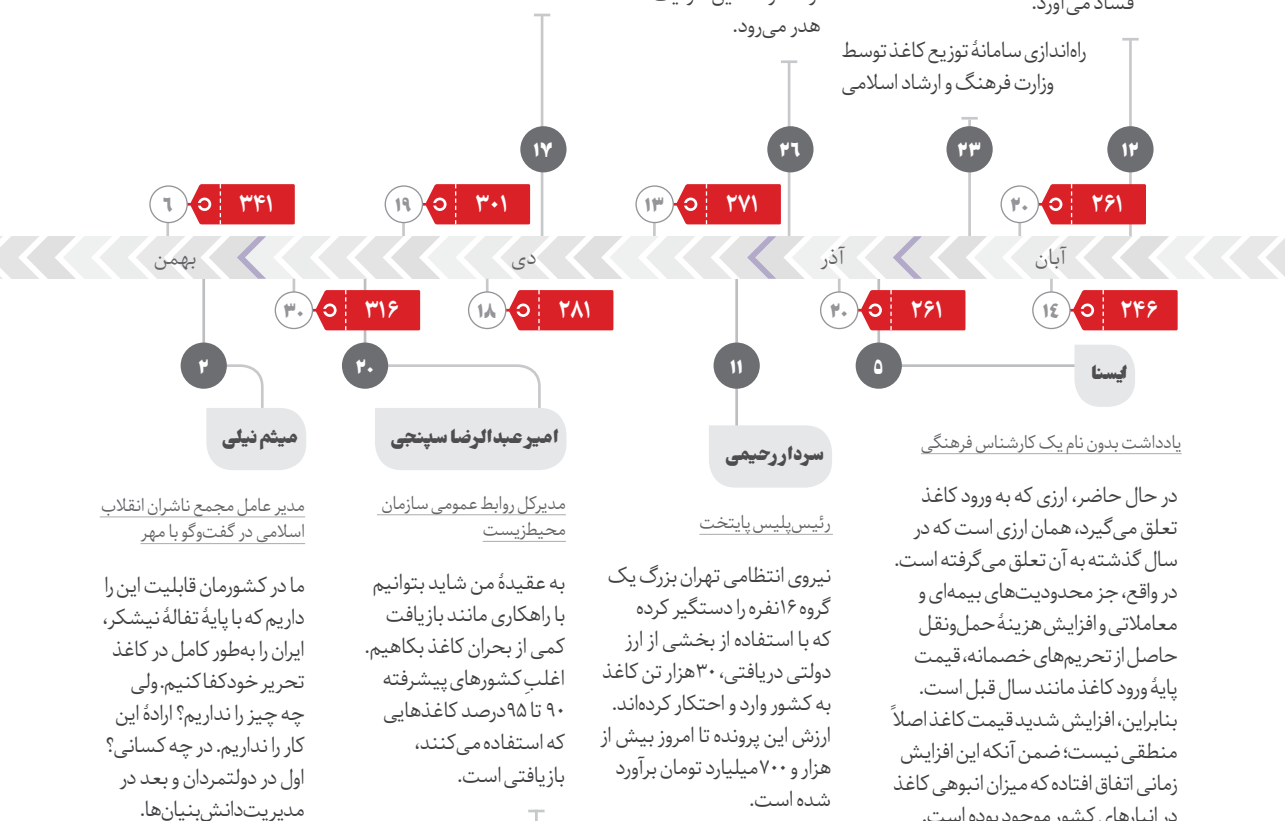 فساد می‌آورد.
راه‌اندازی سامانهٔ توزیع کاغذ توسط
وزارت فرهنگ و ارشاد اسلامی
هدر می‌رود.
۱۲
۲۳
۲۶
۱۷
۲۶۱
۲۰
۲۷۱
۱۳
۳۰۱
۱۹
۳۴۱
۶
آبان
آذر
دی
بهمن
۲۴۶
۱۴
۲۶۱
۲۰
۲۸۱
۱۸
۳۱۶
۳۰
۵
۱۱
۲۰
۲
ایسنا
یادداشت بدون نام یک کارشناس فرهنگی
در حال حاضر، ارزی که به ورود کاغذ
تعلق می‌گیرد، همان ارزی است که در
سال گذشته به آن تعلق می‌گرفته است.
در واقع، جز محدودیت‌های بیمه‌ای و
معاملاتی و افزایش هزینهٔ حمل‌ونقل
حاصل از تحریم‌های خصمانه، قیمت
پایهٔ ورود کاغذ مانند سال قبل است.
بنابراین، افزایش شدید قیمت کاغذ اصلاً
منطقی نیست؛ ضمن آنکه این افزایش
زمانی اتفاق افتاده که میزان انبوهی کاغذ
در انبارهای کشور موجود بوده است.
سردار رحیمی
رئیس‌پلیس پایتخت
نیروی انتظامی تهران بزرگ یک
گروه ۱۶نفره را دستگیر کرده
که با استفاده از بخشی از ارز
دولتی دریافتی، ۳۰هزار تن کاغذ
به کشور وارد و احتکار کرده‌اند.
ارزش این پرونده تا امروز بیش از
هزار و ۷۰۰میلیارد تومان برآورد
شده است.
امیر عبدالرضا سپنجی
مدیرکل روابط عمومی سازمان
محیط‌زیست
به عقیدهٔ من شاید بتوانیم
با راهکاری مانند بازیافت
کمی از بحران کاغذ بکاهیم.
اغلبِ کشورهای پیشرفته
۹۰ تا ۹۵درصد کاغذهایی
که استفاده می‌کنند،
بازیافتی است.
میثم نیلی
مدیر عامل مجمع ناشران انقلاب
اسلامی در گفت‌وگو با مهر
ما در کشورمان قابلیت این را
داریم که با پایهٔ تفالهٔ نیشکر،
ایران را به‌طور کامل در کاغذ
تحریر خودکفا کنیم. ولی
چه چیز را نداریم؟ ارادهٔ این
کار را نداریم. در چه کسانی؟
اول در دولتمردان و بعد در
مدیریت‌دانش‌بنیان‌ها.